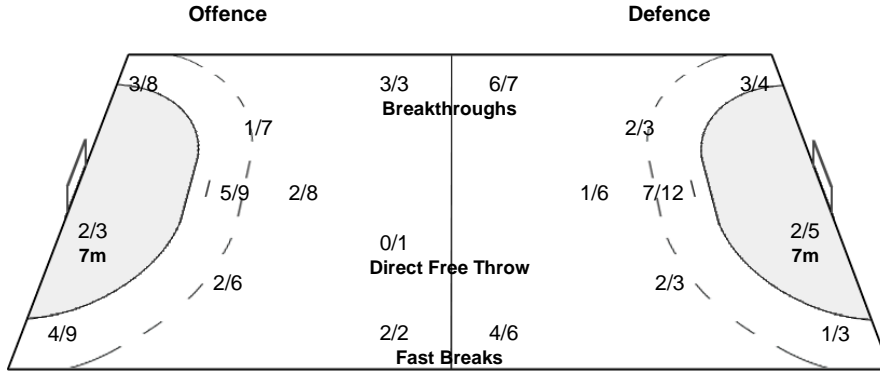 Offence Defence
3/8 3/3 6/7 3/4
Breakthroughs
1/7 2/3
5/9 2/8 1/6 7/12
2/3 2/5
7m 7m
0/1
Direct Free Throw
2/6 2/3
4/9 2/2 4/6 1/3
Fast Breaks